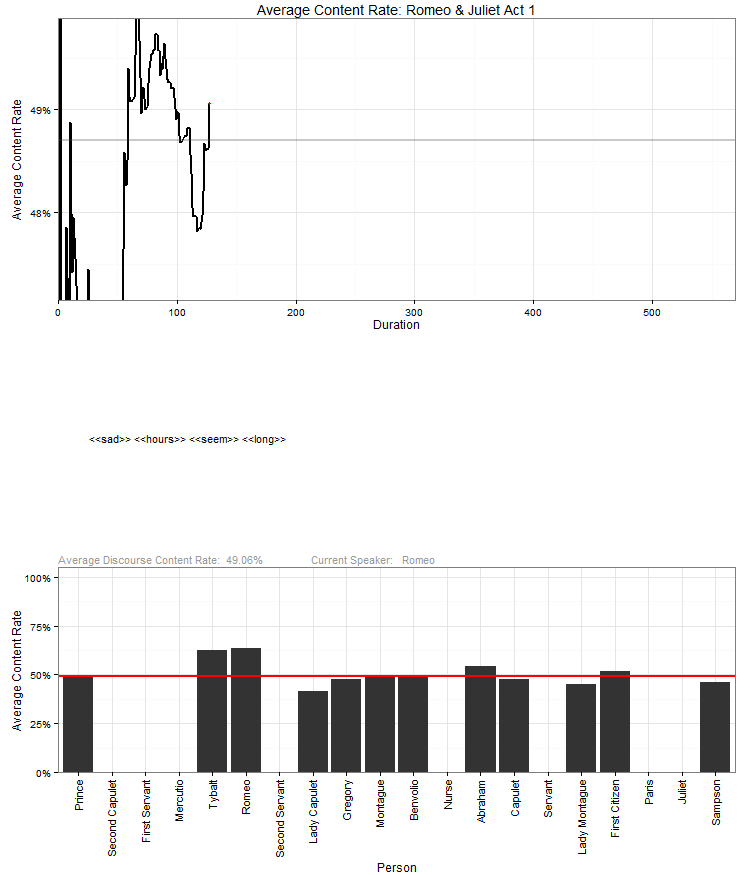 Average Content Rate: Romeo & Juliet Act 1
Average Content Rate
49%
48%
0 100 200 300 400 500
Duration
<<sad>> <<hours>> <<seem>> <<long>>
Average Discourse Content Rate: 49.06% Current Speaker: Romeo
Average Content Rate
100%
75%
50%
25%
0%
Prince
Second Capulet
First Servant
Mercutio
Tybalt
Romeo
Second Servant
Lady Capulet
Gregory
Montague
Benvolio
Nurse
Abraham
Capulet
Servant
Lady Montague
First Citizen
Paris
Juliet
Sampson
Person